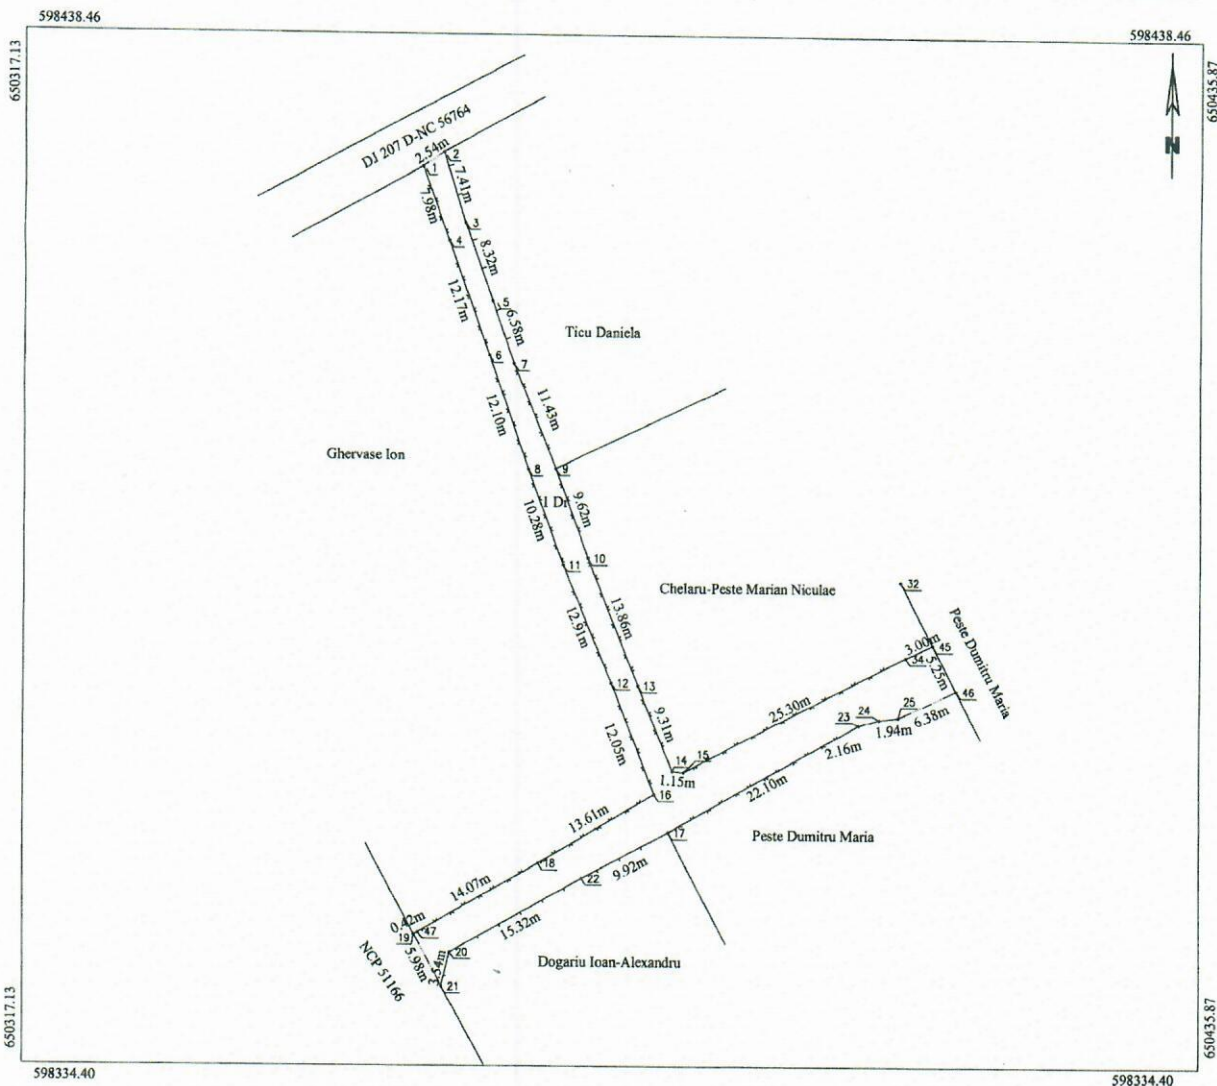 598438.46
598438.46
650317.13
650435.87
N
DJ 207 D-NC 56764
2.54m
1
2
7.98m
7.41m
3
4
8.32m
12.17m
5
6.58m
Ticu Daniela
6
7
12.10m
11.43m
Ghervase Ion
8
9
1 Dr
10.28m
9.62m
10
11
Chelaru-Peste Marian Niculae
32
12.91m
13.86m
Peste Dumitru Maria
3.00m
34
45
5.25m
12
13
46
9.31m
25.30m
23
24
25
6.38m
1.94m
2.16m
12.05m
14
15
1.15m
16
22.10m
13.61m
17
Peste Dumitru Maria
18
22
9.92m
14.07m
0.42m
19
47
15.32m
5.98m
20
3.54m
21
Dogariu Ioan-Alexandru
NCP 51166
650317.13
650435.87
598334.40
598334.40